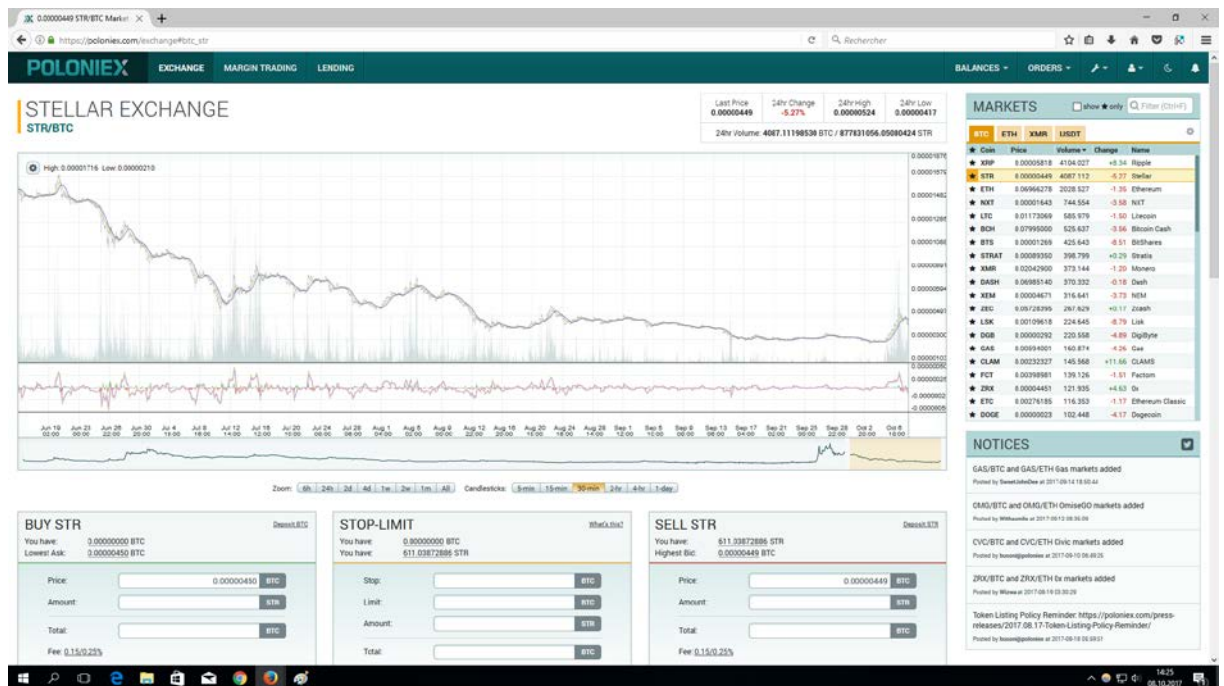 0.00000449 STR/BTC Market
https://poloniex.com/exchange#btc_str
Rechercher
POLONIEX
EXCHANGE MARGIN TRADING LENDING
BALANCES ORDERS
STELLAR EXCHANGE
STR/BTC
Last Price 24hr Change 24hr High 24hr Low
0.00000449 -5.27% 0.00000524 0.00000417
24hr Volume: 4087.11198530 BTC / 877831056.05080424 STR
High: 0.00001716 Low: 0.00000210
Zoom: 6h 24h 2d 4d 1w 2w 1m All Candlesticks: 5-min 15-min 30-min 2-hr 4-hr 1-day
BUY STR
Deposit BTC
You have: 0.00000000 BTC
Lowest Ask: 0.00000450 BTC
Price: 0.00000450 BTC
Amount: STR
Total: BTC
Fee: 0.15/0.25%
STOP-LIMIT
What's this?
You have: 0.00000000 BTC
You have: 611.03872886 STR
Stop: BTC
Limit: BTC
Amount: STR
Total: BTC
SELL STR
Deposit STR
You have: 611.03872886 STR
Highest Bid: 0.00000449 BTC
Price: 0.00000449 BTC
Amount: STR
Total: BTC
Fee: 0.15/0.25%
MARKETS
show ★ only
Filter (Ctrl+F)
BTC ETH XMR USDT
Coin Price Volume Change Name
XRP 0.00005818 4104.027 +8.34 Ripple
STR 0.00000449 4087.112 -5.27 Stellar
ETH 0.06966278 2028.527 -1.35 Ethereum
NXT 0.00001643 744.554 -3.58 NXT
LTC 0.01173069 585.979 -1.50 Litecoin
BCH 0.07995000 525.637 -3.56 Bitcoin Cash
BTS 0.00001269 425.643 -8.51 BitShares
STRAT 0.00089350 398.799 +0.29 Stratis
XMR 0.02042900 373.144 -1.20 Monero
DASH 0.06985140 370.332 -0.18 Dash
XEM 0.00004671 316.641 -3.73 NEM
ZEC 0.05728395 267.629 +0.17 Zcash
LSK 0.00109618 224.645 -8.79 Lisk
DGB 0.00000292 220.558 -4.89 DigiByte
GAS 0.00594001 160.874 -4.26 Gas
CLAM 0.00232327 145.568 +11.66 CLAMS
FCT 0.00398981 139.126 -1.51 Factom
ZRX 0.00004451 121.935 +4.63 0x
ETC 0.00276185 116.353 -1.17 Ethereum Classic
DOGE 0.00000023 102.448 -4.17 Dogecoin
NOTICES
GAS/BTC and GAS/ETH Gas markets added
Posted by SweetJohnDee at 2017-09-14 18:50:44
OMG/BTC and OMG/ETH OmiseGO markets added
CVC/BTC and CVC/ETH Civic markets added
ZRX/BTC and ZRX/ETH 0x markets added
Token Listing Policy Reminder: https://poloniex.com/press-
releases/2017.08.17-Token-Listing-Policy-Reminder/
14:25
08.10.2017